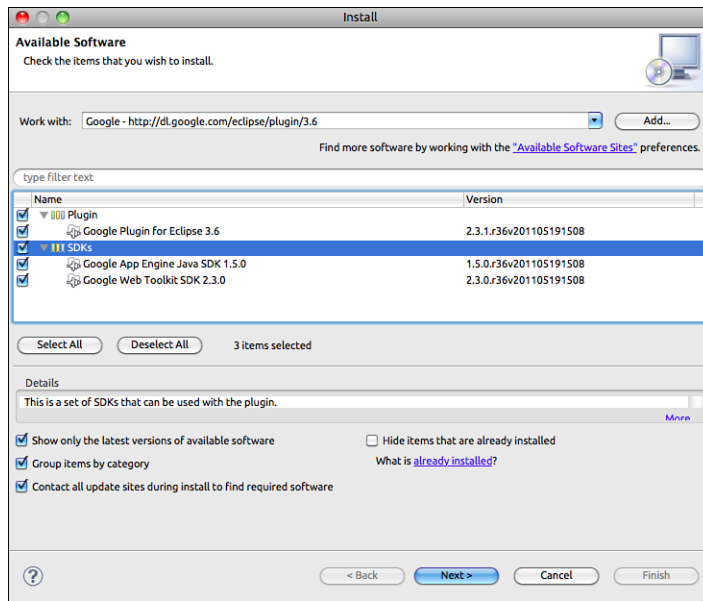 Install
Available Software
Check the items that you wish to install.
Work with: Google - http://dl.google.com/eclipse/plugin/3.6 Add...
Find more software by working with the "Available Software Sites" preferences.
type filter text
Name Version
Plugin
Google Plugin for Eclipse 3.6 2.3.1.r36v201105191508
SDKs
Google App Engine Java SDK 1.5.0 1.5.0.r36v201105191508
Google Web Toolkit SDK 2.3.0 2.3.0.r36v201105191508
Select All Deselect All 3 items selected
Details
This is a set of SDKs that can be used with the plugin.
More
Show only the latest versions of available software Hide items that are already installed
Group items by category What is already installed?
Contact all update sites during install to find required software
? < Back Next > Cancel Finish